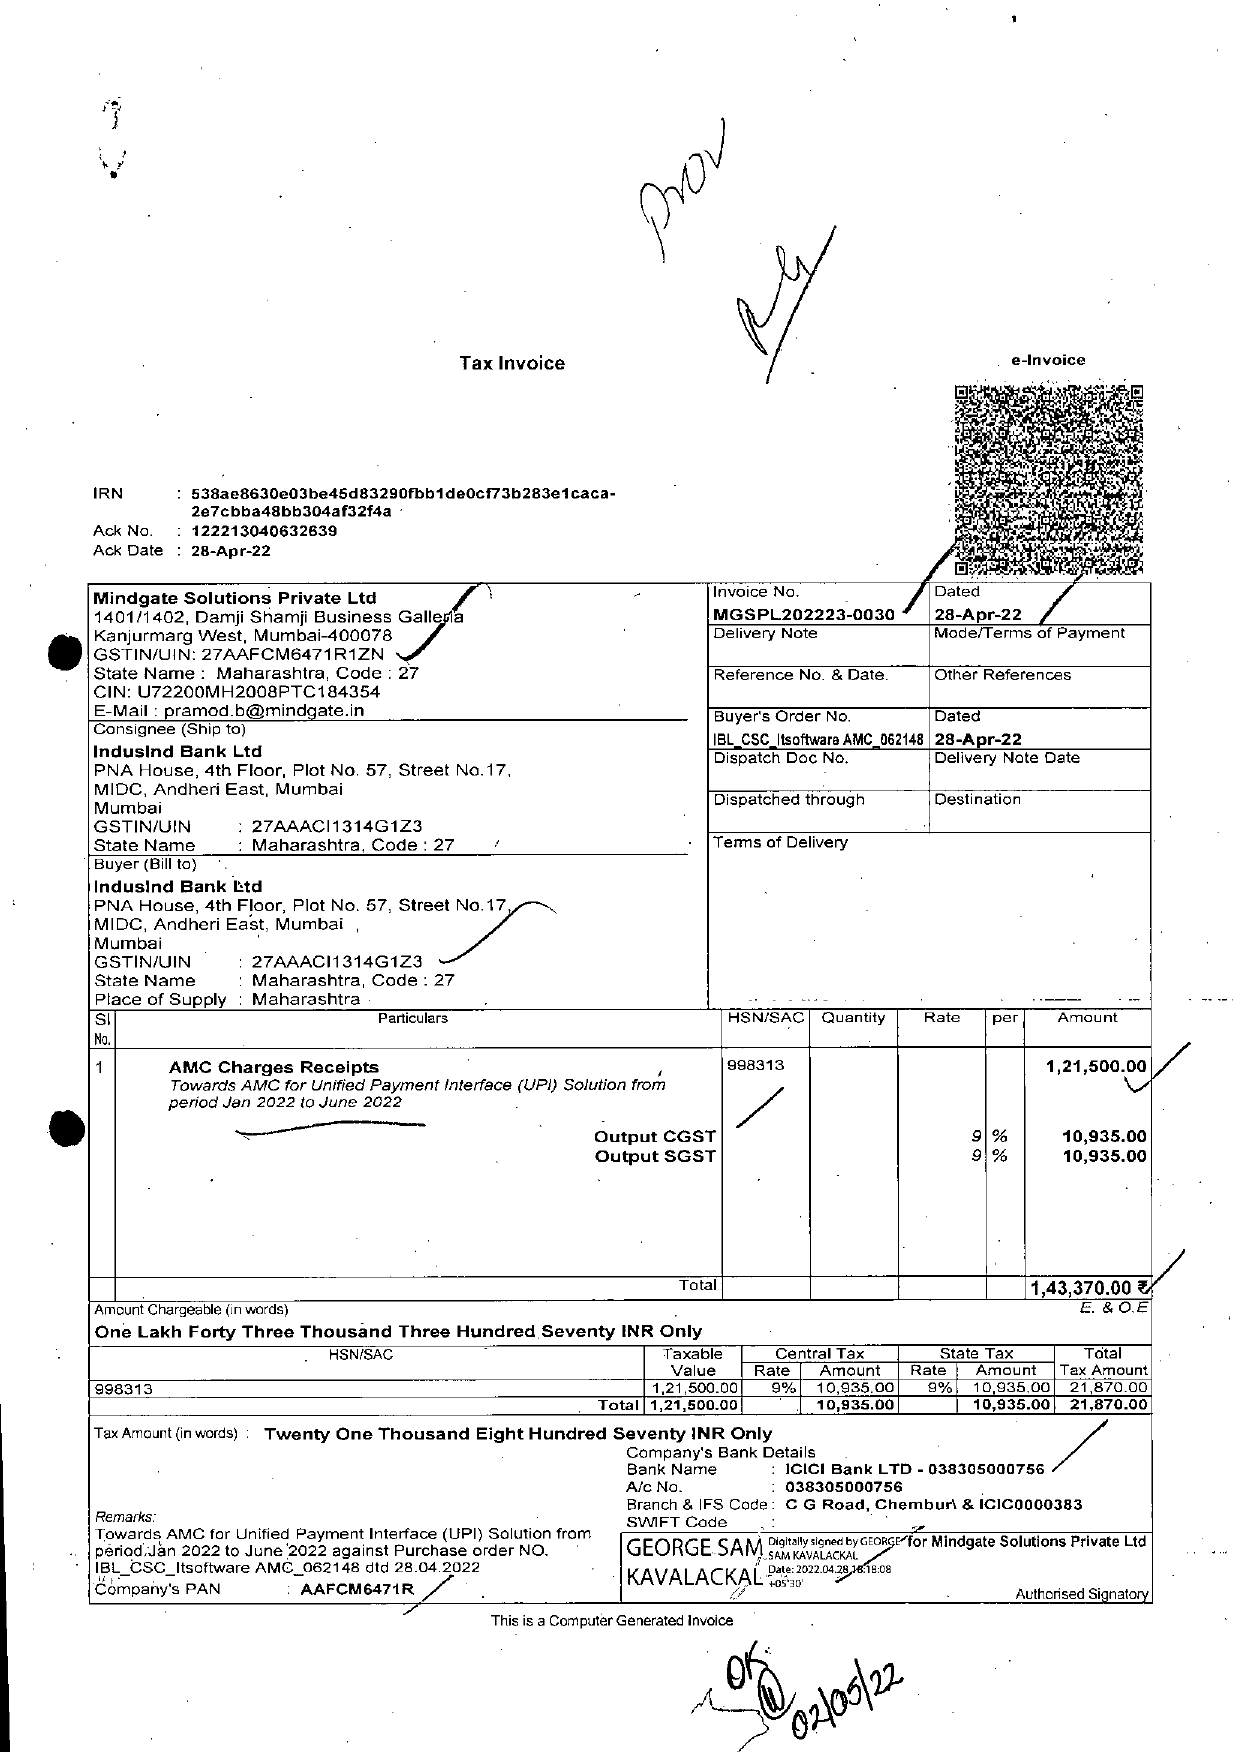 prov
Tax Invoice
e-Invoice
IRN : 538ae8630e03be45d83290fbb1de0cf73b283e1caca-
2e7cbba48bb304af32f4a
Ack No. : 122213040632639
Ack Date : 28-Apr-22
Mindgate Solutions Private Ltd
1401/1402, Damji Shamji Business Galleria
Kanjurmarg West, Mumbai-400078
GSTIN/UIN: 27AAFCM6471R1ZN
State Name : Maharashtra, Code : 27
CIN: U72200MH2008PTC184354
E-Mail : pramod.b@mindgate.in
Invoice No. Dated
MGSPL202223-0030 28-Apr-22
Delivery Note Mode/Terms of Payment
Reference No. & Date. Other References
Buyer's Order No. Dated
IBL_CSC_Itsoftware AMC_062148 28-Apr-22
Dispatch Doc No. Delivery Note Date
Dispatched through Destination
Terms of Delivery
Consignee (Ship to)
IndusInd Bank Ltd
PNA House, 4th Floor, Plot No. 57, Street No.17,
MIDC, Andheri East, Mumbai
Mumbai
GSTIN/UIN : 27AAACI1314G1Z3
State Name : Maharashtra, Code : 27
Buyer (Bill to)
IndusInd Bank Ltd
PNA House, 4th Floor, Plot No. 57, Street No.17,
MIDC, Andheri East, Mumbai
Mumbai
GSTIN/UIN : 27AAACI1314G1Z3
State Name : Maharashtra, Code : 27
Place of Supply : Maharashtra
Sl No. Particulars HSN/SAC Quantity Rate per Amount
1 AMC Charges Receipts 998313 1,21,500.00
Towards AMC for Unified Payment Interface (UPI) Solution from
period Jan 2022 to June 2022
Output CGST 9 % 10,935.00
Output SGST 9 % 10,935.00
Total 1,43,370.00 ₹
Amount Chargeable (in words) E. & O.E
One Lakh Forty Three Thousand Three Hundred Seventy INR Only
HSN/SAC Taxable Central Tax State Tax Total
Value Rate Amount Rate Amount Tax Amount
998313 1,21,500.00 9% 10,935.00 9% 10,935.00 21,870.00
Total 1,21,500.00 10,935.00 10,935.00 21,870.00
Tax Amount (in words) : Twenty One Thousand Eight Hundred Seventy INR Only
Company's Bank Details
Bank Name : ICICI Bank LTD - 038305000756
A/c No. : 038305000756
Branch & IFS Code : C G Road, Chembur\ & ICIC0000383
SWIFT Code :
Remarks:
Towards AMC for Unified Payment Interface (UPI) Solution from
period Jan 2022 to June 2022 against Purchase order NO.
IBL_CSC_Itsoftware AMC_062148 dtd 28.04.2022
Company's PAN : AAFCM6471R
GEORGE SAM
KAVALACKAL
Digitally signed by GEORGE
SAM KAVALACKAL
Date: 2022.04.28 18:18:08
+05'30'
for Mindgate Solutions Private Ltd
Authorised Signatory
This is a Computer Generated Invoice
OK
02/05/22